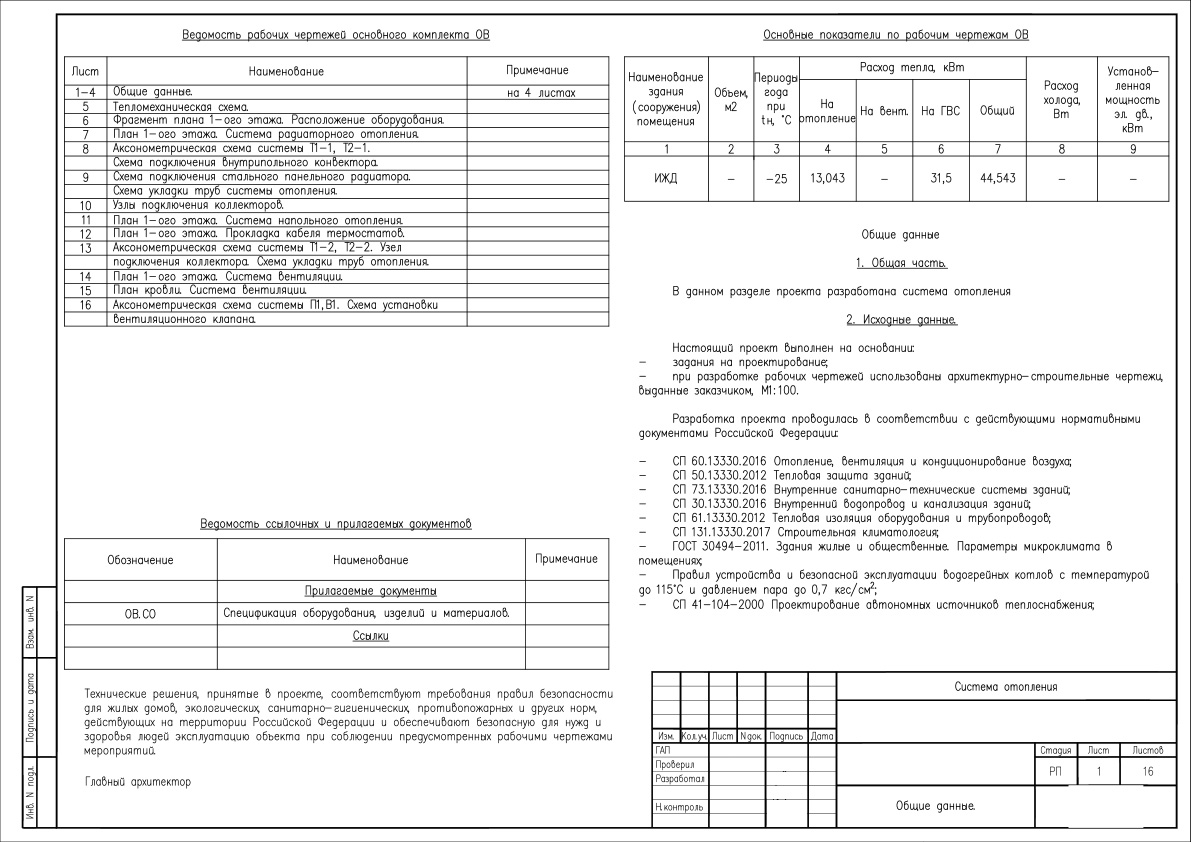 Ведомость рабочих чертежей основного комплекта ОВ
Лист Наименование Примечание
1-4 Общие данные. на 4 листах
5 Тепломеханическая схема.
6 Фрагмент плана 1-ого этажа. Расположение оборудования.
7 План 1-ого этажа. Система радиаторного отопления.
8 Аксонометрическая схема системы Т1-1, Т2-1.
Схема подключения внутрипольного конвектора.
9 Схема подключения стального панельного радиатора.
Схема укладки труб системы отопления.
10 Узлы подключения коллекторов.
11 План 1-ого этажа. Система напольного отопления.
12 План 1-ого этажа. Прокладка кабеля термостатов.
13 Аксонометрическая схема системы Т1-2, Т2-2. Узел
подключения коллектора. Схема укладки труб отопления.
14 План 1-ого этажа. Система вентиляции.
15 План кровли. Система вентиляции.
16 Аксонометрическая схема системы П1,В1. Схема установки
вентиляционного клапана.
Ведомость ссылочных и прилагаемых документов
Обозначение Наименование Примечание
Прилагаемые документы
ОВ.СО Спецификация оборудования, изделий и материалов.
Ссылки
Технические решения, принятые в проекте, соответствуют требования правил безопасности
для жилых домов, экологических, санитарно-гигиенических, противопожарных и других норм,
действующих на территории Российской Федерации и обеспечивают безопасную для нужд и
здоровья людей эксплуатацию объекта при соблюдении предусмотренных рабочими чертежами
мероприятий.
Главный архитектор
Взам. инв. N
Подпись и дата
Инв. N подл.
Основные показатели по рабочим чертежам ОВ
Наименование
здания
(сооружения)
помещения
Объем,
м2
Периоды
года
при
tн, °С
Расход тепла, кВт
На
отопление
На вент.
На ГВС
Общий
Расход
холода,
Вт
Установ-
ленная
мощность
эл. дв.,
кВт
1 2 3 4 5 6 7 8 9
ИЖД - -25 13,043 - 31,5 44,543 - -
Общие данные
1. Общая часть.
В данном разделе проекта разработана система отопления
2. Исходные данные.
Настоящий проект выполнен на основании:
- задания на проектирование;
- при разработке рабочих чертежей использованы архитектурно-строительные чертежи,
выданные заказчиком, М1:100.
Разработка проекта проводилась в соответствии с действующими нормативными
документами Российской Федерации:
- СП 60.13330.2016 Отопление, вентиляция и кондиционирование воздуха;
- СП 50.13330.2012 Тепловая защита зданий;
- СП 73.13330.2016 Внутренние санитарно-технические системы зданий;
- СП 30.13330.2016 Внутренний водопровод и канализация зданий;
- СП 61.13330.2012 Тепловая изоляция оборудования и трубопроводов;
- СП 131.13330.2017 Строительная климатология;
- ГОСТ 30494-2011. Здания жилые и общественные. Параметры микроклимата в
помещениях;
- Правил устройства и безопасной эксплуатации водогрейных котлов с температурой
до 115°С и давлением пара до 0,7 кгс/см²;
- СП 41-104-2000 Проектирование автономных источников теплоснабжения;
Система отопления
Изм. Кол.уч. Лист Nдок. Подпись Дата
ГАП
Проверил
Разработал
Н.контроль
Стадия Лист Листов
РП 1 16
Общие данные.